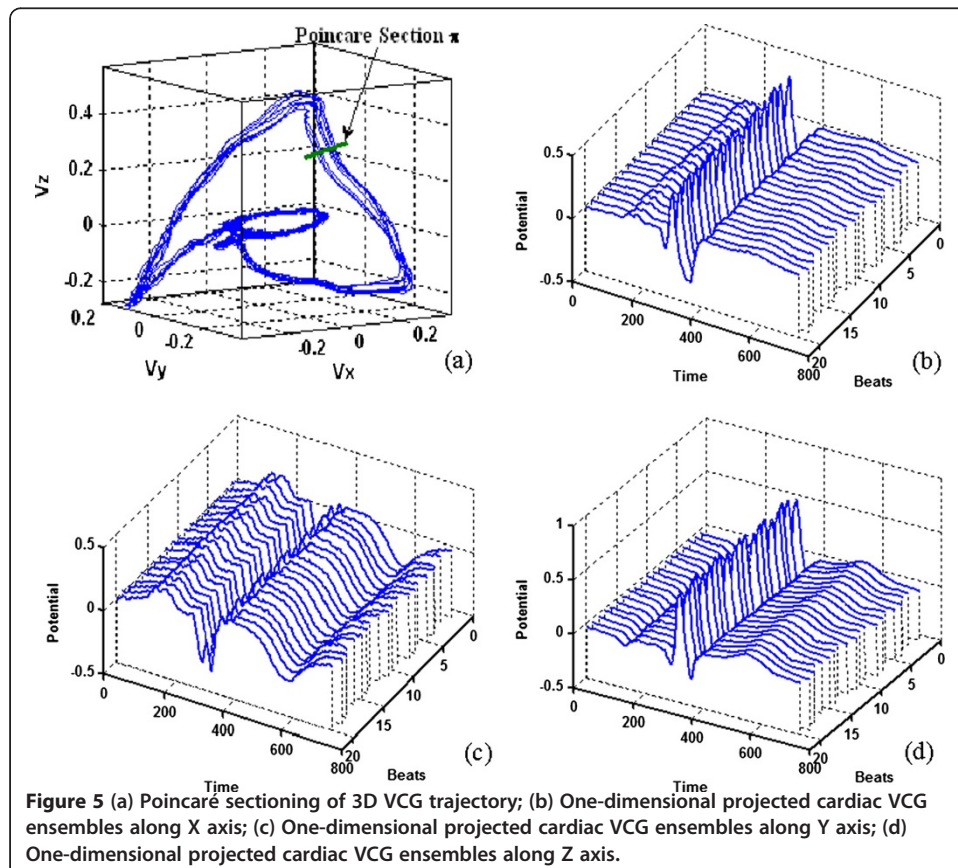 Poincare Section π
0.4
0.2
0
-0.2
0.2
Vz
0
-0.2
Vy
-0.2
0
0.2
Vx
(a)
0.5
0
-0.5
Potential
0
200
400
600
800
Time
20
15
10
5
0
Beats
(b)
0.5
0
-0.5
Potential
0
200
400
600
800
Time
20
15
10
5
0
Beats
(c)
1
0.5
0
-0.5
Potential
0
200
400
600
800
Time
20
15
10
5
0
Beats
(d)
Figure 5 (a) Poincaré sectioning of 3D VCG trajectory; (b) One-dimensional projected cardiac VCG
ensembles along X axis; (c) One-dimensional projected cardiac VCG ensembles along Y axis; (d)
One-dimensional projected cardiac VCG ensembles along Z axis.